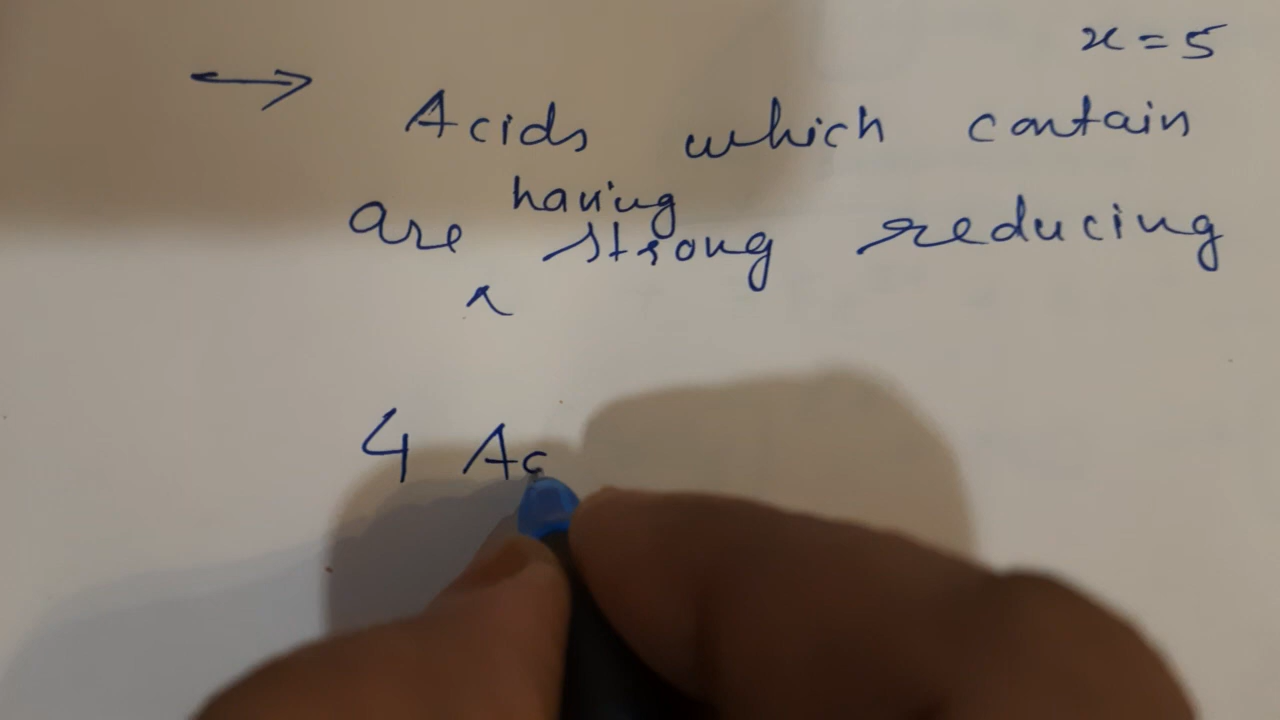 x = 5
⟷ Acids which contain
are having strong reducing
4 Ac